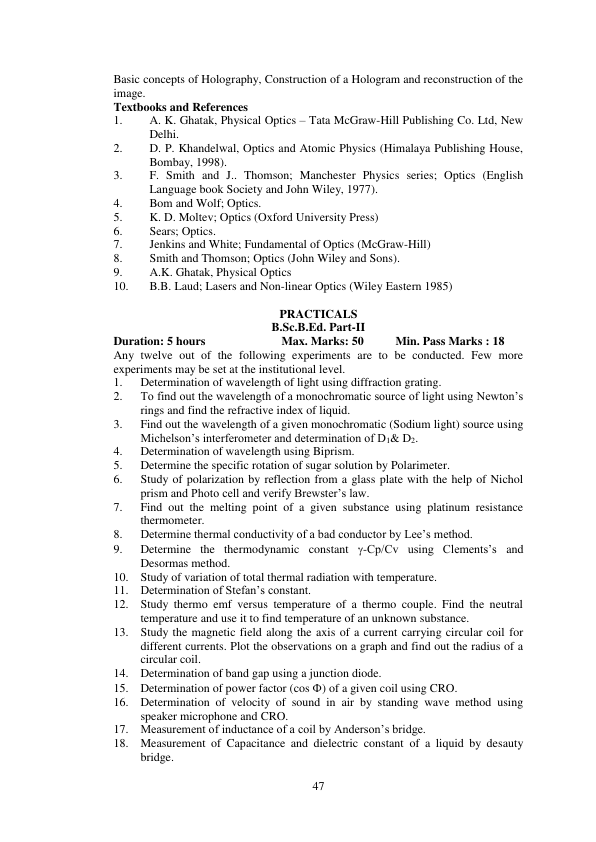 Basic concepts of Holography, Construction of a Hologram and reconstruction of the
image.
Textbooks and References
1. A. K. Ghatak, Physical Optics – Tata McGraw-Hill Publishing Co. Ltd, New
Delhi.
2. D. P. Khandelwal, Optics and Atomic Physics (Himalaya Publishing House,
Bombay, 1998).
3. F. Smith and J.. Thomson; Manchester Physics series; Optics (English
Language book Society and John Wiley, 1977).
4. Bom and Wolf; Optics.
5. K. D. Moltev; Optics (Oxford University Press)
6. Sears; Optics.
7. Jenkins and White; Fundamental of Optics (McGraw-Hill)
8. Smith and Thomson; Optics (John Wiley and Sons).
9. A.K. Ghatak, Physical Optics
10. B.B. Laud; Lasers and Non-linear Optics (Wiley Eastern 1985)
PRACTICALS
B.Sc.B.Ed. Part-II
Duration: 5 hours Max. Marks: 50 Min. Pass Marks : 18
Any twelve out of the following experiments are to be conducted. Few more
experiments may be set at the institutional level.
1. Determination of wavelength of light using diffraction grating.
2. To find out the wavelength of a monochromatic source of light using Newton's
rings and find the refractive index of liquid.
3. Find out the wavelength of a given monochromatic (Sodium light) source using
Michelson's interferometer and determination of D₁& D₂.
4. Determination of wavelength using Biprism.
5. Determine the specific rotation of sugar solution by Polarimeter.
6. Study of polarization by reflection from a glass plate with the help of Nichol
prism and Photo cell and verify Brewster's law.
7. Find out the melting point of a given substance using platinum resistance
thermometer.
8. Determine thermal conductivity of a bad conductor by Lee's method.
9. Determine the thermodynamic constant γ-Cp/Cv using Clements's and
Desormas method.
10. Study of variation of total thermal radiation with temperature.
11. Determination of Stefan's constant.
12. Study thermo emf versus temperature of a thermo couple. Find the neutral
temperature and use it to find temperature of an unknown substance.
13. Study the magnetic field along the axis of a current carrying circular coil for
different currents. Plot the observations on a graph and find out the radius of a
circular coil.
14. Determination of band gap using a junction diode.
15. Determination of power factor (cos Φ) of a given coil using CRO.
16. Determination of velocity of sound in air by standing wave method using
speaker microphone and CRO.
17. Measurement of inductance of a coil by Anderson's bridge.
18. Measurement of Capacitance and dielectric constant of a liquid by desauty
bridge.
47